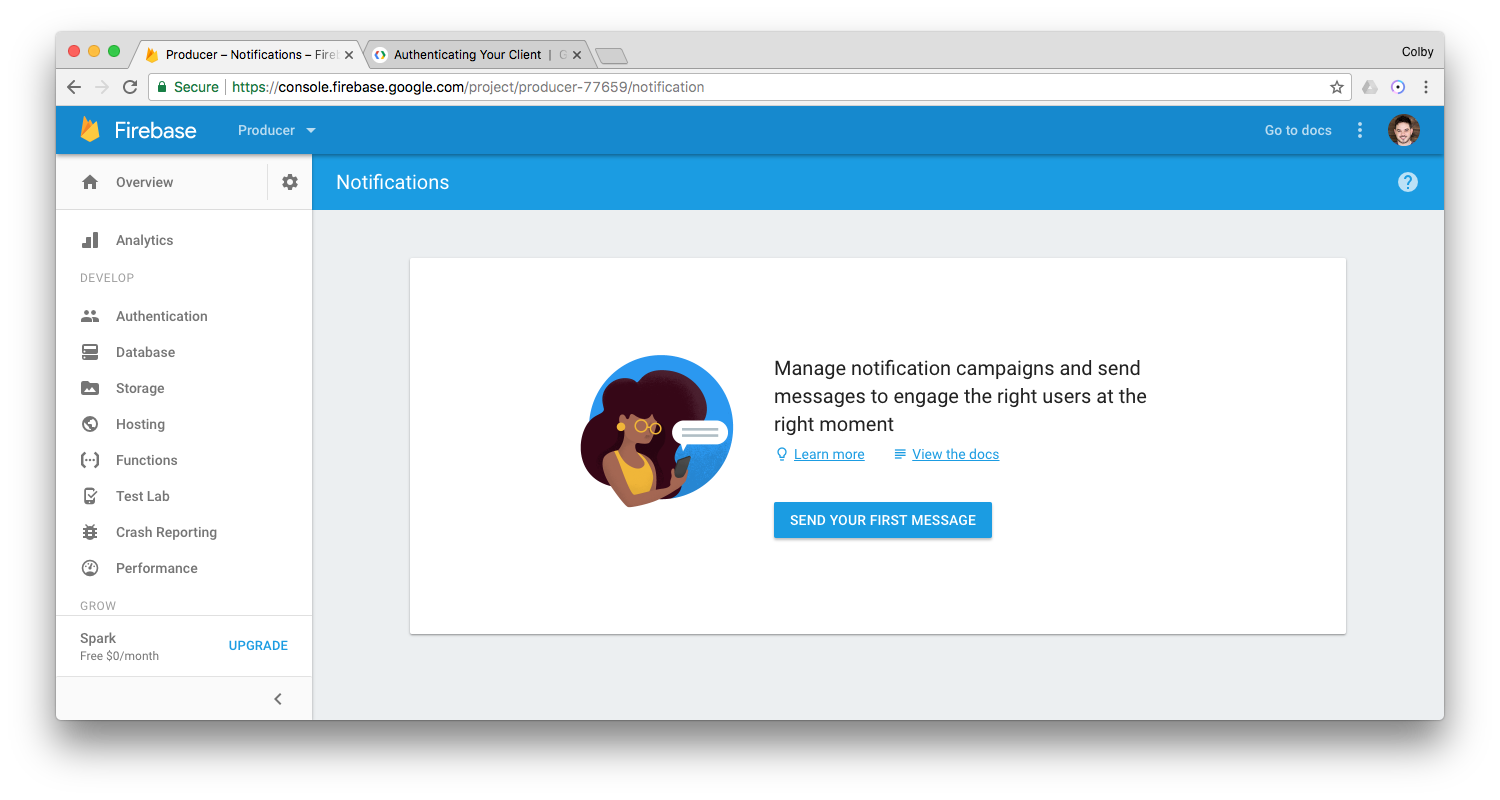 Producer – Notifications – Fire
Authenticating Your Client | G
Colby
Secure
https://console.firebase.google.com/project/producer-77659/notification
Firebase
Producer
Go to docs
Overview
Notifications
?
Analytics
DEVELOP
Authentication
Database
Storage
Hosting
Functions
Test Lab
Crash Reporting
Performance
GROW
Spark
Free $0/month
UPGRADE
Manage notification campaigns and send
messages to engage the right users at the
right moment
Learn more
View the docs
SEND YOUR FIRST MESSAGE